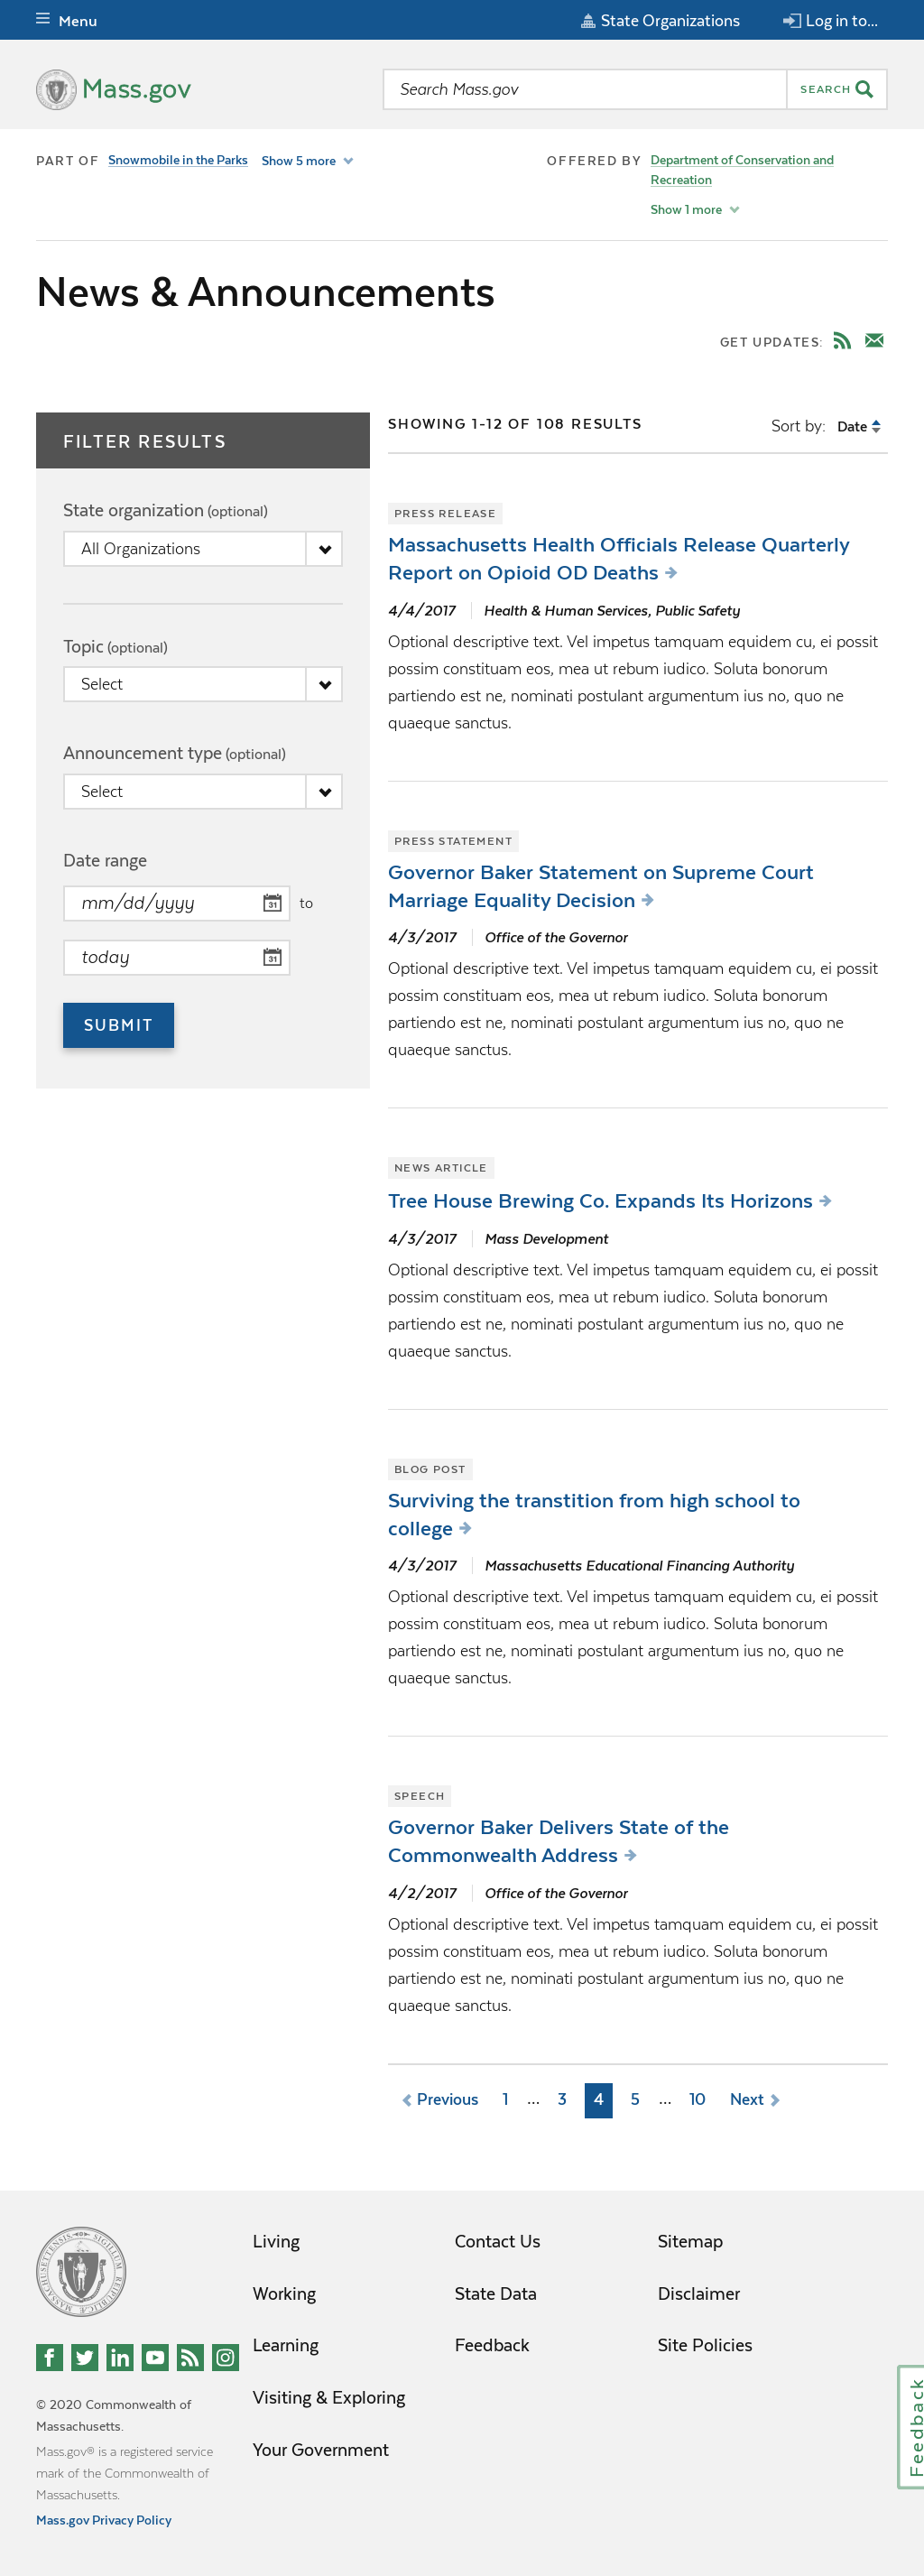 Menu
State Organizations
Log in to...
Mass.gov
Search Mass.gov
SEARCH
PART OF Snowmobile in the Parks Show 5 more
OFFERED BY Department of Conservation and
Recreation
Show 1 more
News & Announcements
GET UPDATES:
FILTER RESULTS
State organization (optional)
All Organizations
Topic (optional)
Select
Announcement type (optional)
Select
Date range
mm/dd/yyyy 31 to
today 31
SUBMIT
SHOWING 1-12 OF 108 RESULTS
Sort by: Date
PRESS RELEASE
Massachusetts Health Officials Release Quarterly
Report on Opioid OD Deaths
4/4/2017 Health & Human Services, Public Safety
Optional descriptive text. Vel impetus tamquam equidem cu, ei possit
possim constituam eos, mea ut rebum iudico. Soluta bonorum
partiendo est ne, nominati postulant argumentum ius no, quo ne
quaeque sanctus.
PRESS STATEMENT
Governor Baker Statement on Supreme Court
Marriage Equality Decision
4/3/2017 Office of the Governor
Optional descriptive text. Vel impetus tamquam equidem cu, ei possit
possim constituam eos, mea ut rebum iudico. Soluta bonorum
partiendo est ne, nominati postulant argumentum ius no, quo ne
quaeque sanctus.
NEWS ARTICLE
Tree House Brewing Co. Expands Its Horizons
4/3/2017 Mass Development
Optional descriptive text. Vel impetus tamquam equidem cu, ei possit
possim constituam eos, mea ut rebum iudico. Soluta bonorum
partiendo est ne, nominati postulant argumentum ius no, quo ne
quaeque sanctus.
BLOG POST
Surviving the transtition from high school to
college
4/3/2017 Massachusetts Educational Financing Authority
Optional descriptive text. Vel impetus tamquam equidem cu, ei possit
possim constituam eos, mea ut rebum iudico. Soluta bonorum
partiendo est ne, nominati postulant argumentum ius no, quo ne
quaeque sanctus.
SPEECH
Governor Baker Delivers State of the
Commonwealth Address
4/2/2017 Office of the Governor
Optional descriptive text. Vel impetus tamquam equidem cu, ei possit
possim constituam eos, mea ut rebum iudico. Soluta bonorum
partiendo est ne, nominati postulant argumentum ius no, quo ne
quaeque sanctus.
Previous 1 ... 3 4 5 ... 10 Next
Living
Working
Learning
Visiting & Exploring
Your Government
Contact Us
State Data
Feedback
Sitemap
Disclaimer
Site Policies
© 2020 Commonwealth of
Massachusetts.
Mass.gov® is a registered service
mark of the Commonwealth of
Massachusetts.
Mass.gov Privacy Policy
Feedback